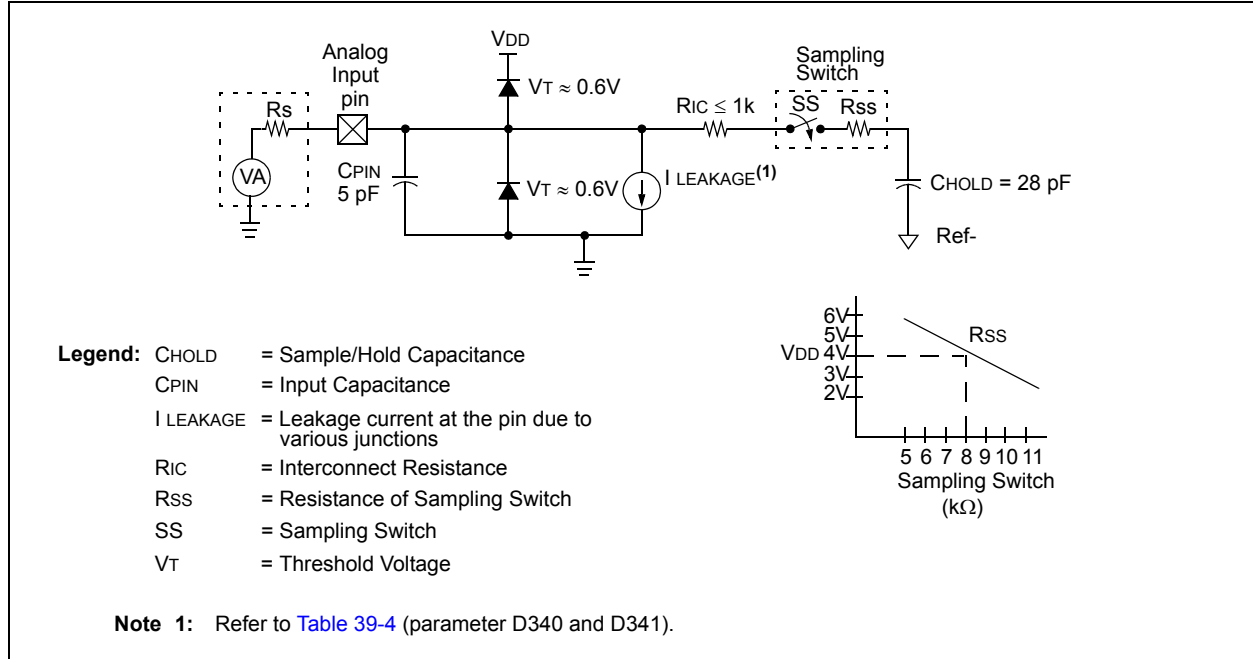 VDD
Analog
Input
pin
Sampling
Switch
VT ≈ 0.6V
RIC ≤ 1k
SS
RSS
Rs
VA
CPIN
5 pF
VT ≈ 0.6V
I LEAKAGE(1)
CHOLD = 28 pF
Ref-
6V
5V
VDD 4V
3V
2V
RSS
5 6 7 8 9 10 11
Sampling Switch
(kΩ)
Legend: CHOLD = Sample/Hold Capacitance
CPIN = Input Capacitance
I LEAKAGE = Leakage current at the pin due to
various junctions
RIC = Interconnect Resistance
RSS = Resistance of Sampling Switch
SS = Sampling Switch
VT = Threshold Voltage
Note 1: Refer to Table 39-4 (parameter D340 and D341).